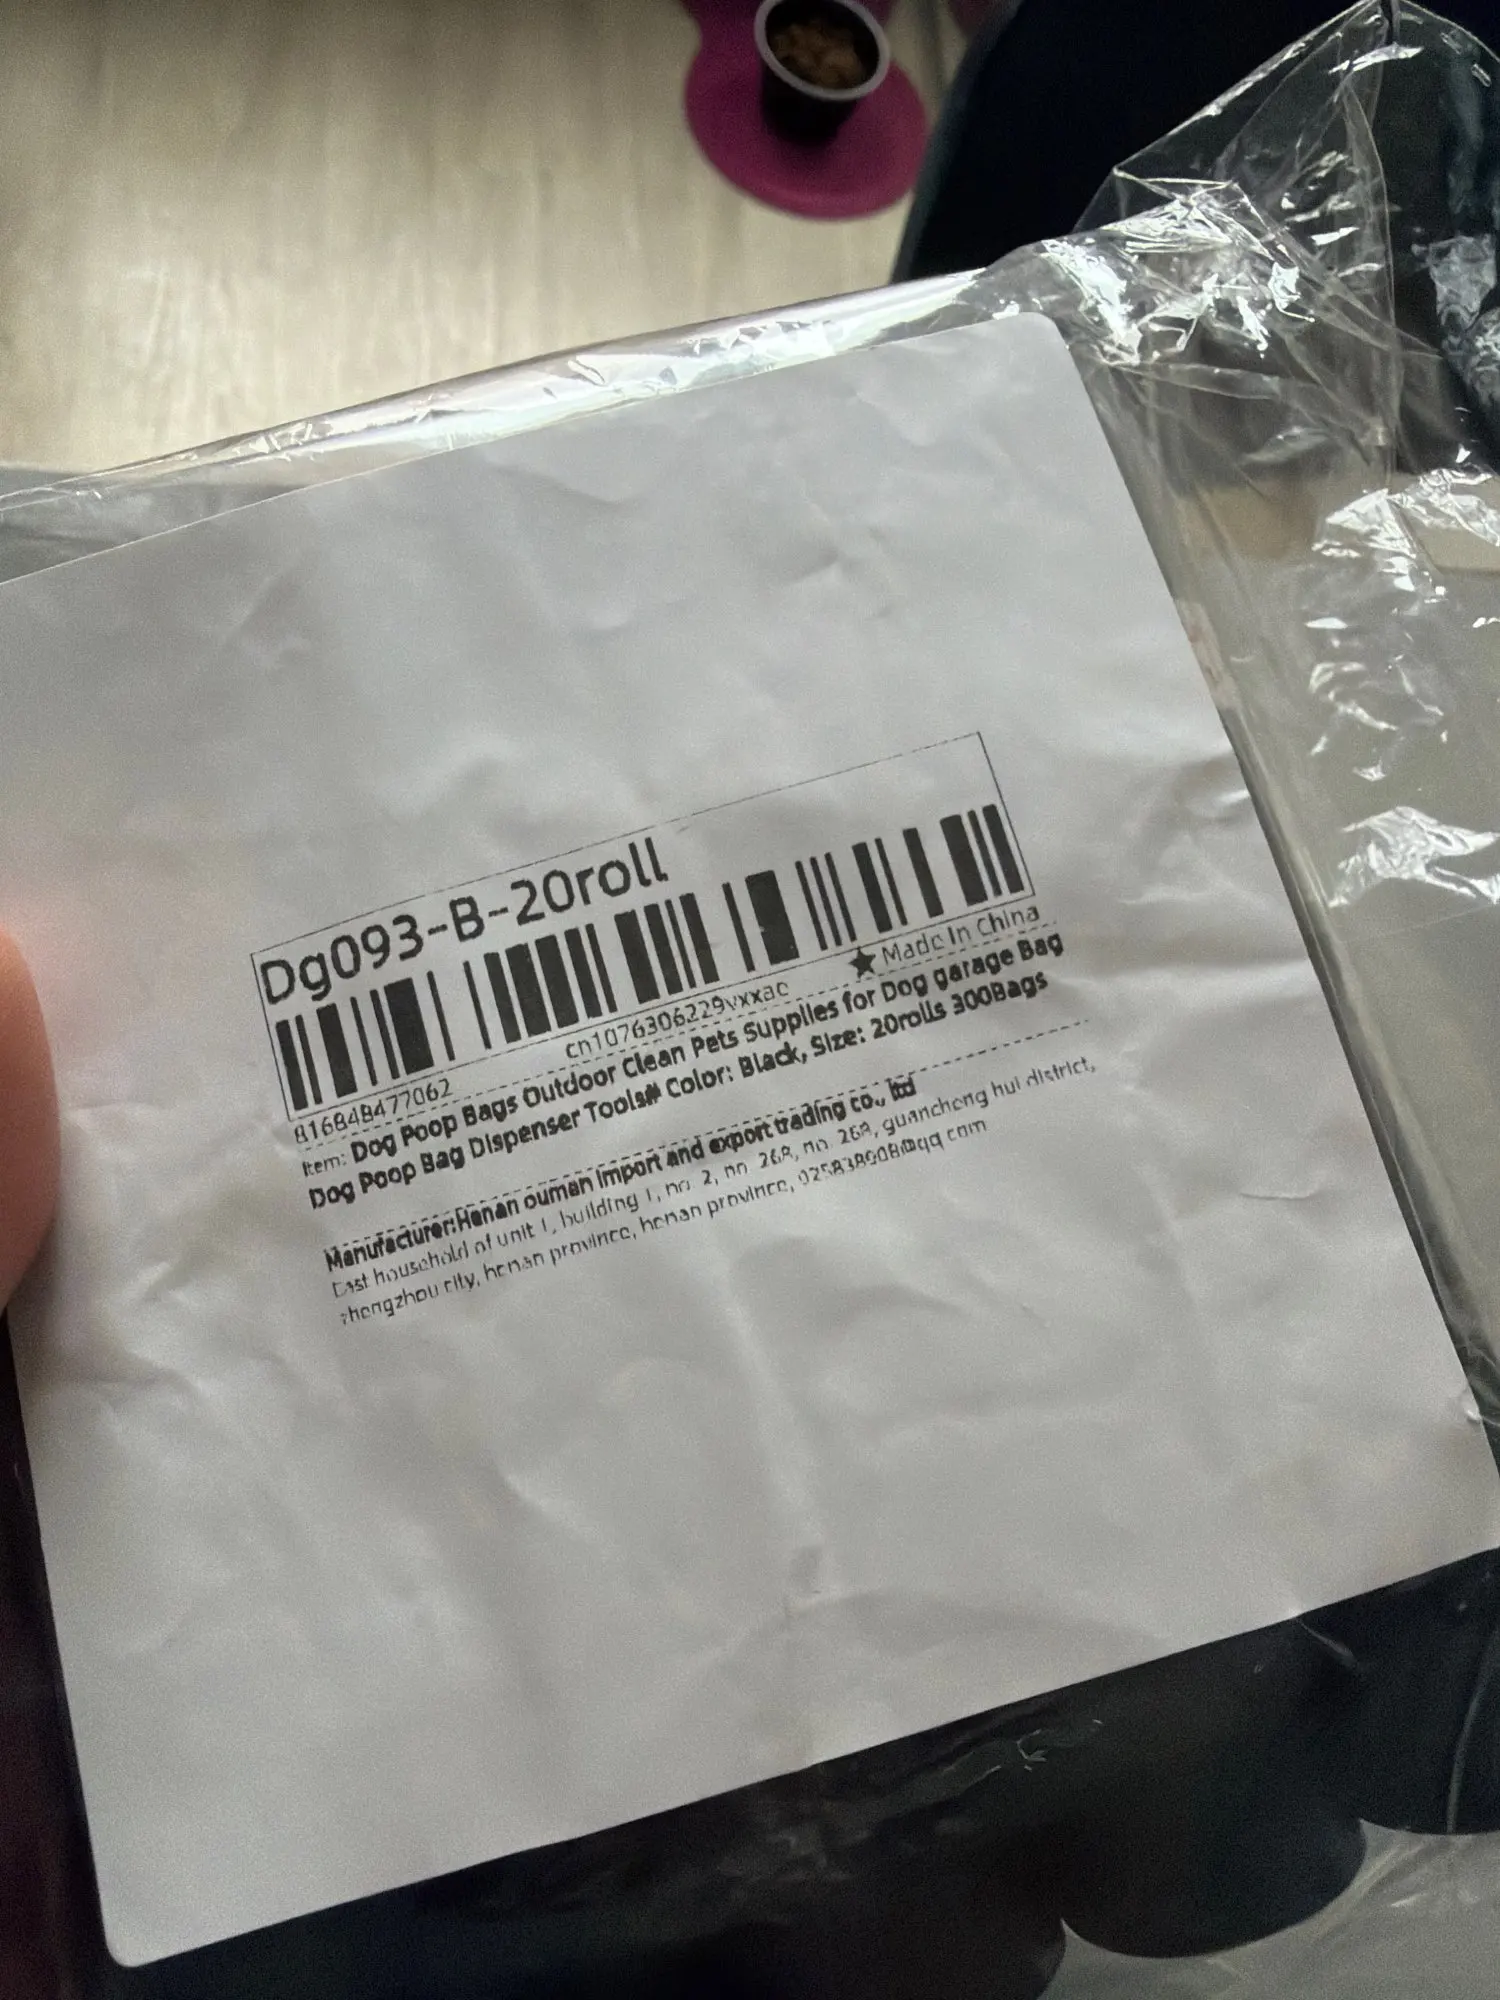 Dg093-B-20roll
816848477062
cn1076306229vxxac
★ Made In China
Item: Dog Poop Bags Outdoor Clean Pets Supplies for Dog garage Bag
Dog Poop Bag Dispenser Tools# Color: Black, Size: 20rolls 300Bags
Manufacturer:Henan ouman import and export trading co., ltd
East household of unit 1, building 1, no. 2, no. 268, no. 268, guancheng hui district,
zhengzhou city, henan province, henan province,